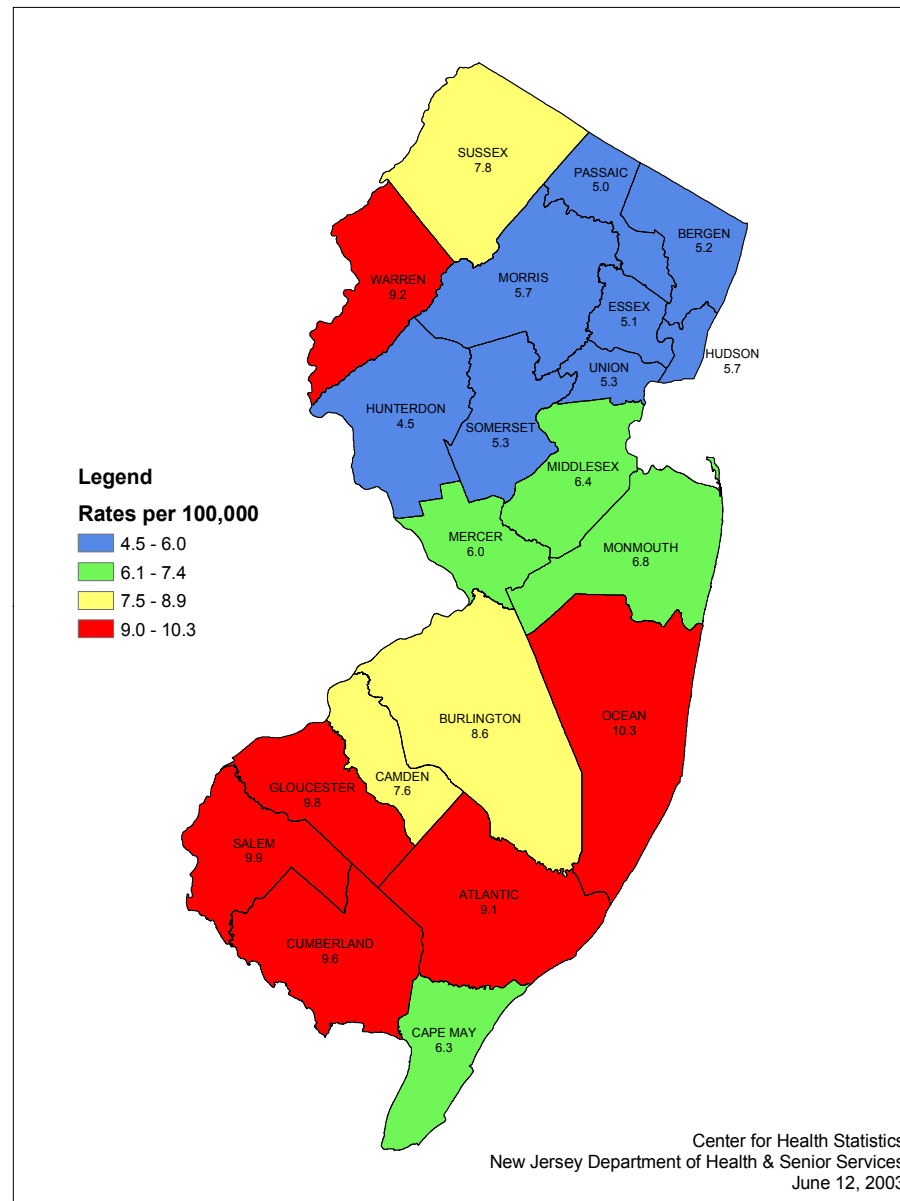 SUSSEX
7.8
PASSAIC
5.0
BERGEN
5.2
WARREN
9.2
MORRIS
5.7
ESSEX
5.1
HUDSON
5.7
UNION
5.3
HUNTERDON
4.5
SOMERSET
5.3
MIDDLESEX
6.4
MERCER
6.0
MONMOUTH
6.8
Legend
Rates per 100,000
4.5 - 6.0
6.1 - 7.4
7.5 - 8.9
9.0 - 10.3
BURLINGTON
8.6
OCEAN
10.3
CAMDEN
7.6
GLOUCESTER
9.8
SALEM
9.9
ATLANTIC
9.1
CUMBERLAND
9.6
CAPE MAY
6.3
Center for Health Statistics
New Jersey Department of Health & Senior Services
June 12, 2003